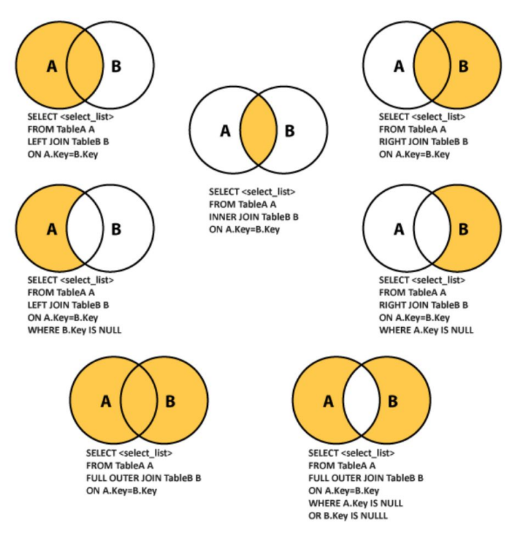 A B
SELECT <select_list>
FROM TableA A
LEFT JOIN TableB B
ON A.Key=B.Key
A B
SELECT <select_list>
FROM TableA A
RIGHT JOIN TableB B
ON A.Key=B.Key
A B
SELECT <select_list>
FROM TableA A
INNER JOIN TableB B
ON A.Key=B.Key
A B
SELECT <select_list>
FROM TableA A
LEFT JOIN TableB B
ON A.Key=B.Key
WHERE B.Key IS NULL
A B
SELECT <select_list>
FROM TableA A
RIGHT JOIN TableB B
ON A.Key=B.Key
WHERE A.Key IS NULL
A B
SELECT <select_list>
FROM TableA A
FULL OUTER JOIN TableB B
ON A.Key=B.Key
A B
SELECT <select_list>
FROM TableA A
FULL OUTER JOIN TableB B
ON A.Key=B.Key
WHERE A.Key IS NULL
OR B.Key IS NULLL